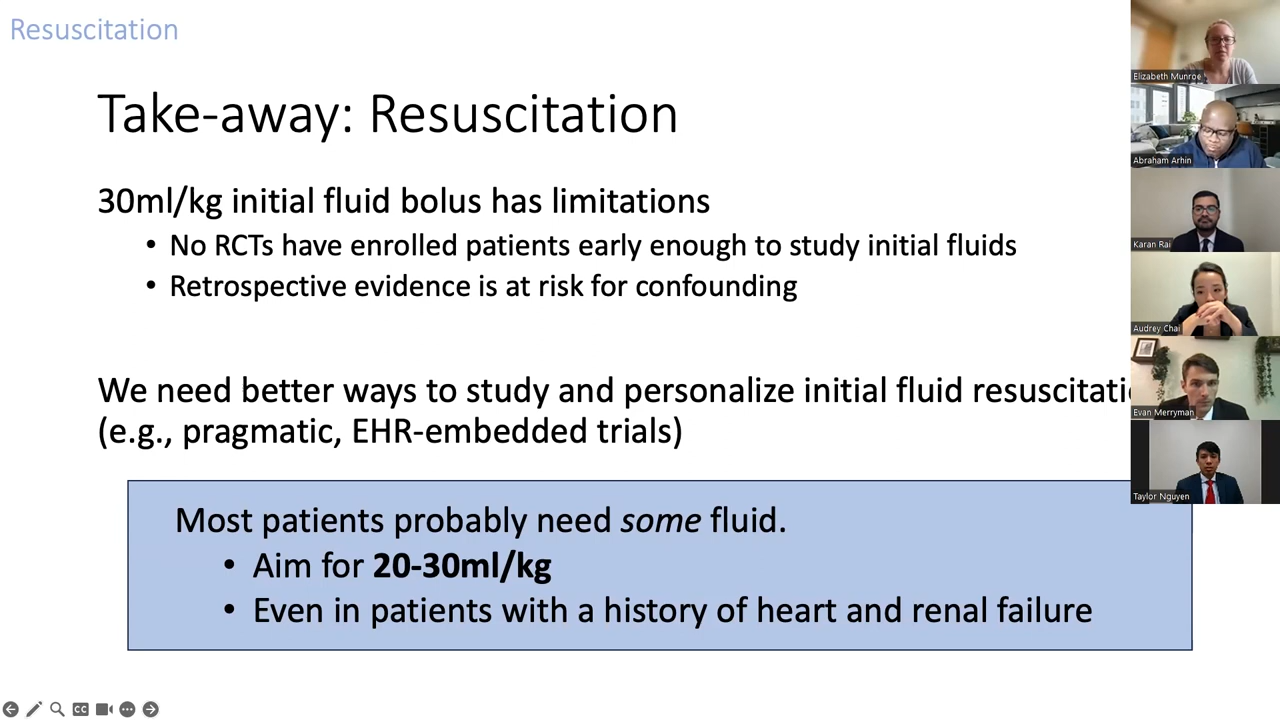 Resuscitation
Take-away: Resuscitation
30ml/kg initial fluid bolus has limitations
• No RCTs have enrolled patients early enough to study initial fluids
• Retrospective evidence is at risk for confounding
We need better ways to study and personalize initial fluid resuscitati
(e.g., pragmatic, EHR-embedded trials)
Most patients probably need some fluid.
• Aim for 20-30ml/kg
• Even in patients with a history of heart and renal failure
Elizabeth Munroe
Abraham Arhin
Karan Rai
Audrey Chai
Evan Merryman
Taylor Nguyen
CC